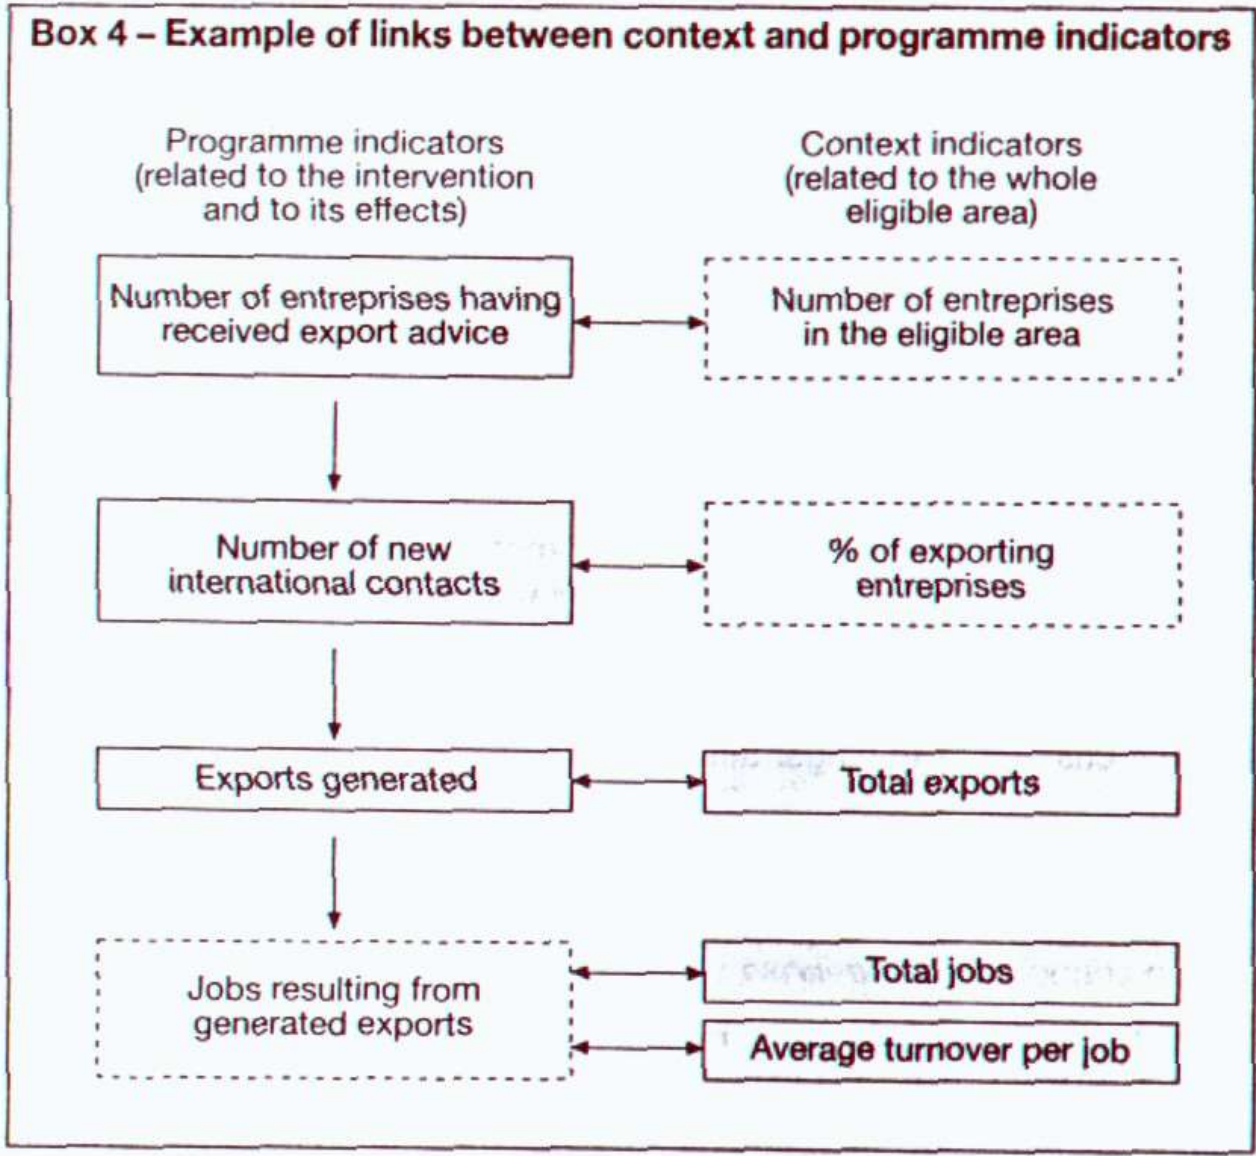 Box 4 – Example of links between context and programme indicators
Programme indicators
(related to the intervention
and to its effects)
Context indicators
(related to the whole
eligible area)
Number of entreprises having
received export advice
Number of entreprises
in the eligible area
Number of new
international contacts
% of exporting
entreprises
Exports generated
Total exports
Jobs resulting from
generated exports
Total jobs
Average turnover per job